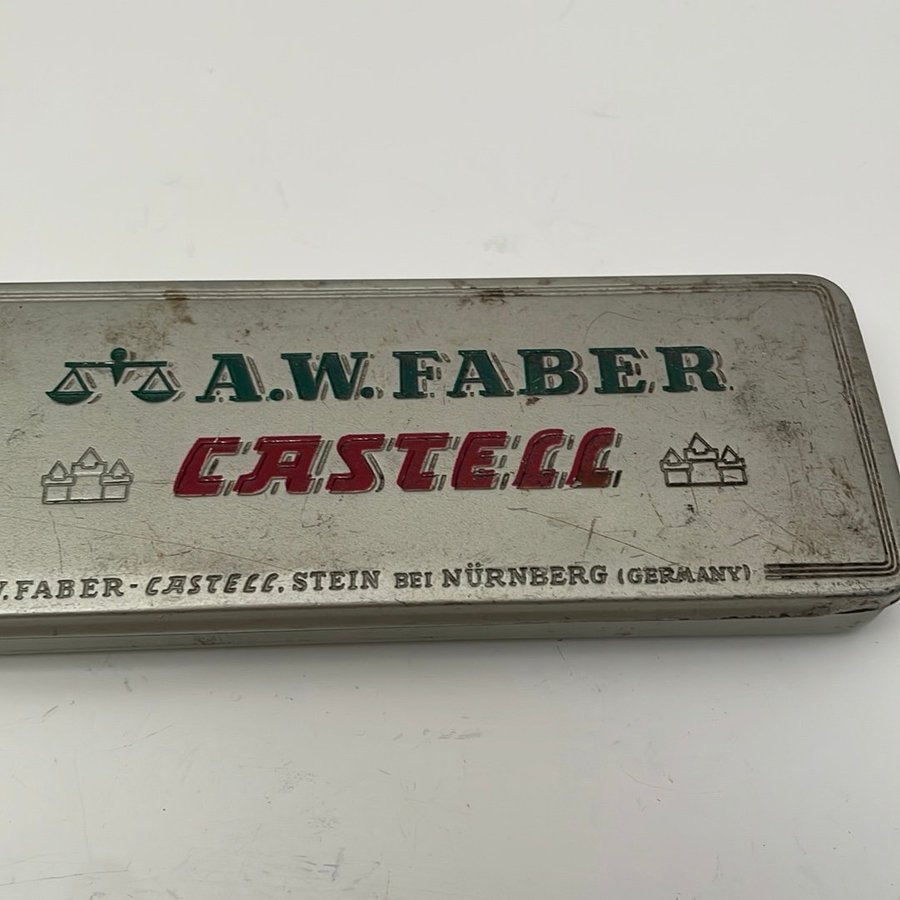 A.W. FABER
CASTELL
W.FABER-CASTELL. STEIN BEI NÜRNBERG (GERMANY)